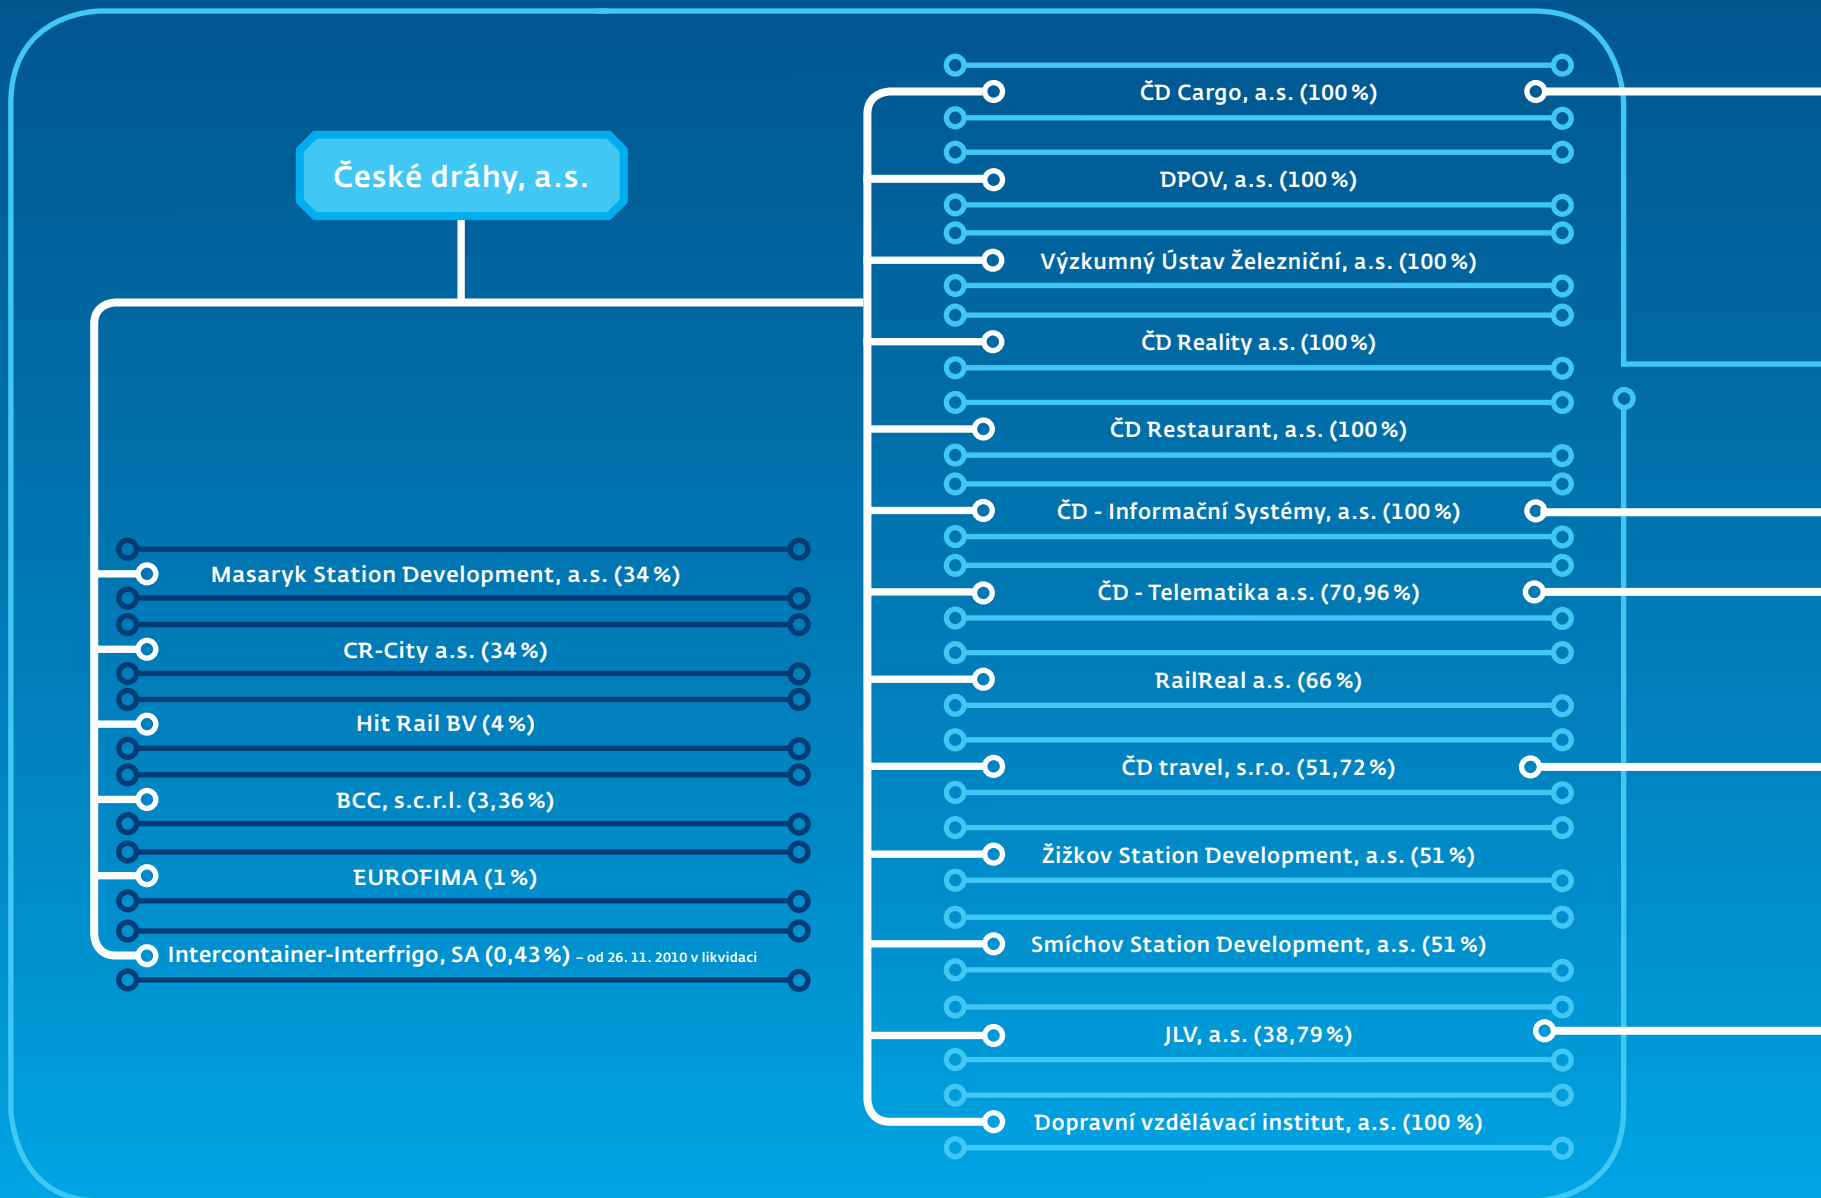 České dráhy, a.s.
Masaryk Station Development, a.s. (34 %)
CR-City a.s. (34 %)
Hit Rail BV (4 %)
BCC, s.c.r.l. (3,36 %)
EUROFIMA (1 %)
Intercontainer-Interfrigo, SA (0,43 %) – od 26. 11. 2010 v likvidaci
ČD Cargo, a.s. (100 %)
DPOV, a.s. (100 %)
Výzkumný Ústav Železniční, a.s. (100 %)
ČD Reality a.s. (100 %)
ČD Restaurant, a.s. (100 %)
ČD - Informační Systémy, a.s. (100 %)
ČD - Telematika a.s. (70,96 %)
RailReal a.s. (66 %)
ČD travel, s.r.o. (51,72 %)
Žižkov Station Development, a.s. (51 %)
Smíchov Station Development, a.s. (51 %)
JLV, a.s. (38,79 %)
Dopravní vzdělávací institut, a.s. (100 %)